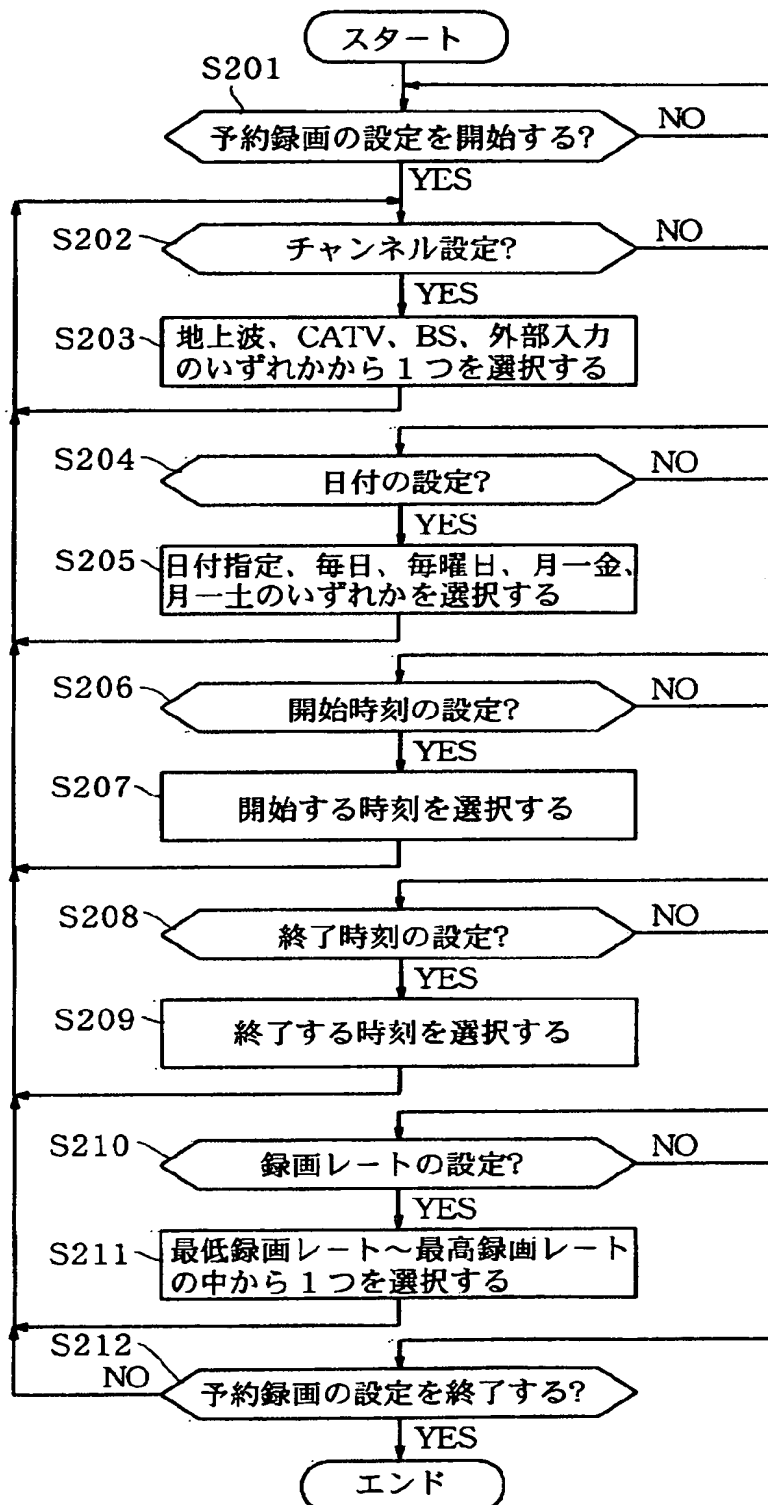 スタート
S201
予約録画の設定を開始する?
NO
YES
S202
チャンネル設定?
NO
YES
S203
地上波、CATV、BS、外部入力
のいずれかから1つを選択する
S204
日付の設定?
NO
YES
S205
日付指定、毎日、毎曜日、月ー金、
月ー土のいずれかを選択する
S206
開始時刻の設定?
NO
YES
S207
開始する時刻を選択する
S208
終了時刻の設定?
NO
YES
S209
終了する時刻を選択する
S210
録画レートの設定?
NO
YES
S211
最低録画レート~最高録画レート
の中から1つを選択する
S212
NO
予約録画の設定を終了する?
YES
エンド